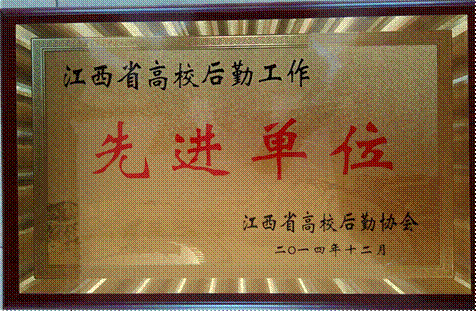 江西省高校后勤工作
先进单位
江西省高校后勤协会
二〇一四年十二月